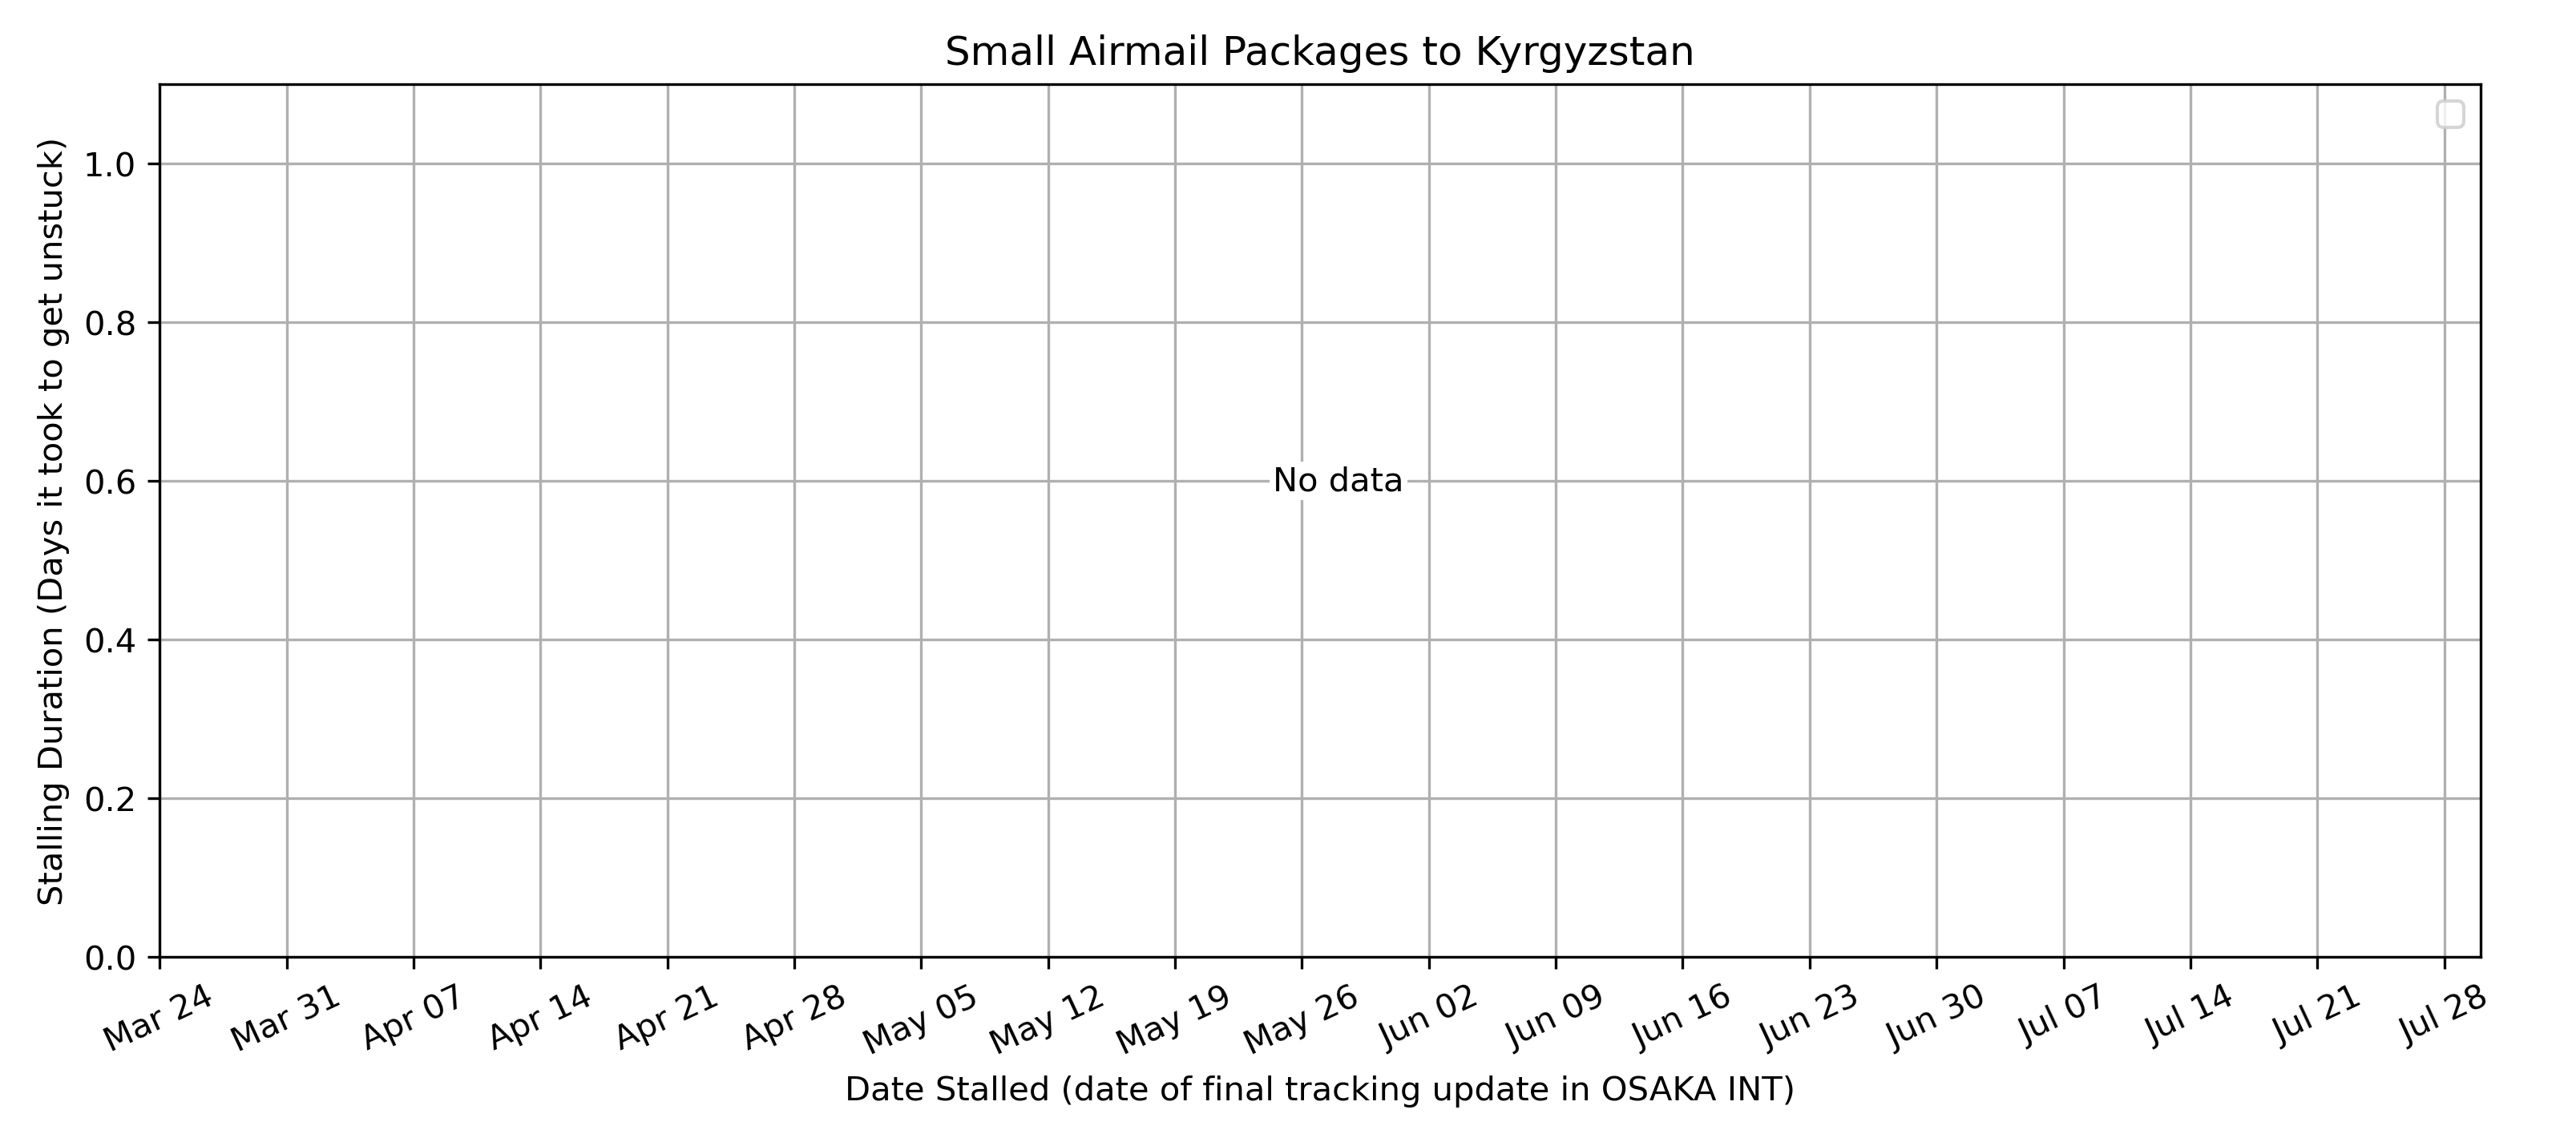 Small Airmail Packages to Kyrgyzstan
Stalling Duration (Days it took to get unstuck)
1.0
0.8
0.6
0.4
0.2
0.0
No data
Mar 24
Mar 31
Apr 07
Apr 14
Apr 21
Apr 28
May 05
May 12
May 19
May 26
Jun 02
Jun 09
Jun 16
Jun 23
Jun 30
Jul 07
Jul 14
Jul 21
Jul 28
Date Stalled (date of final tracking update in OSAKA INT)